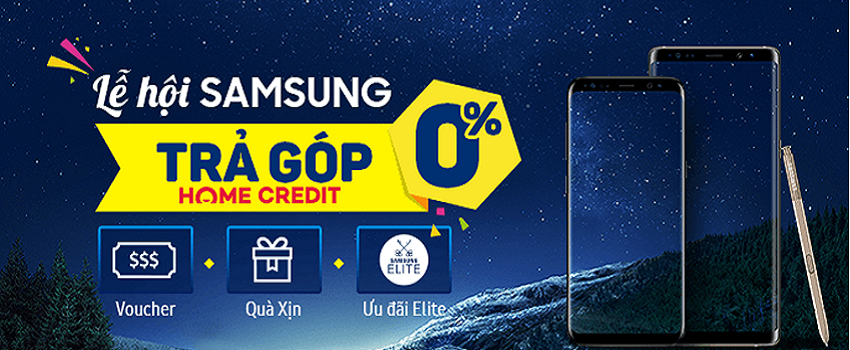 Lễ hội SAMSUNG
TRẢ GÓP 0%
HOME CREDIT
$$$
SAMSUNG
ELITE
Voucher
Quà Xịn
Ưu đãi Elite